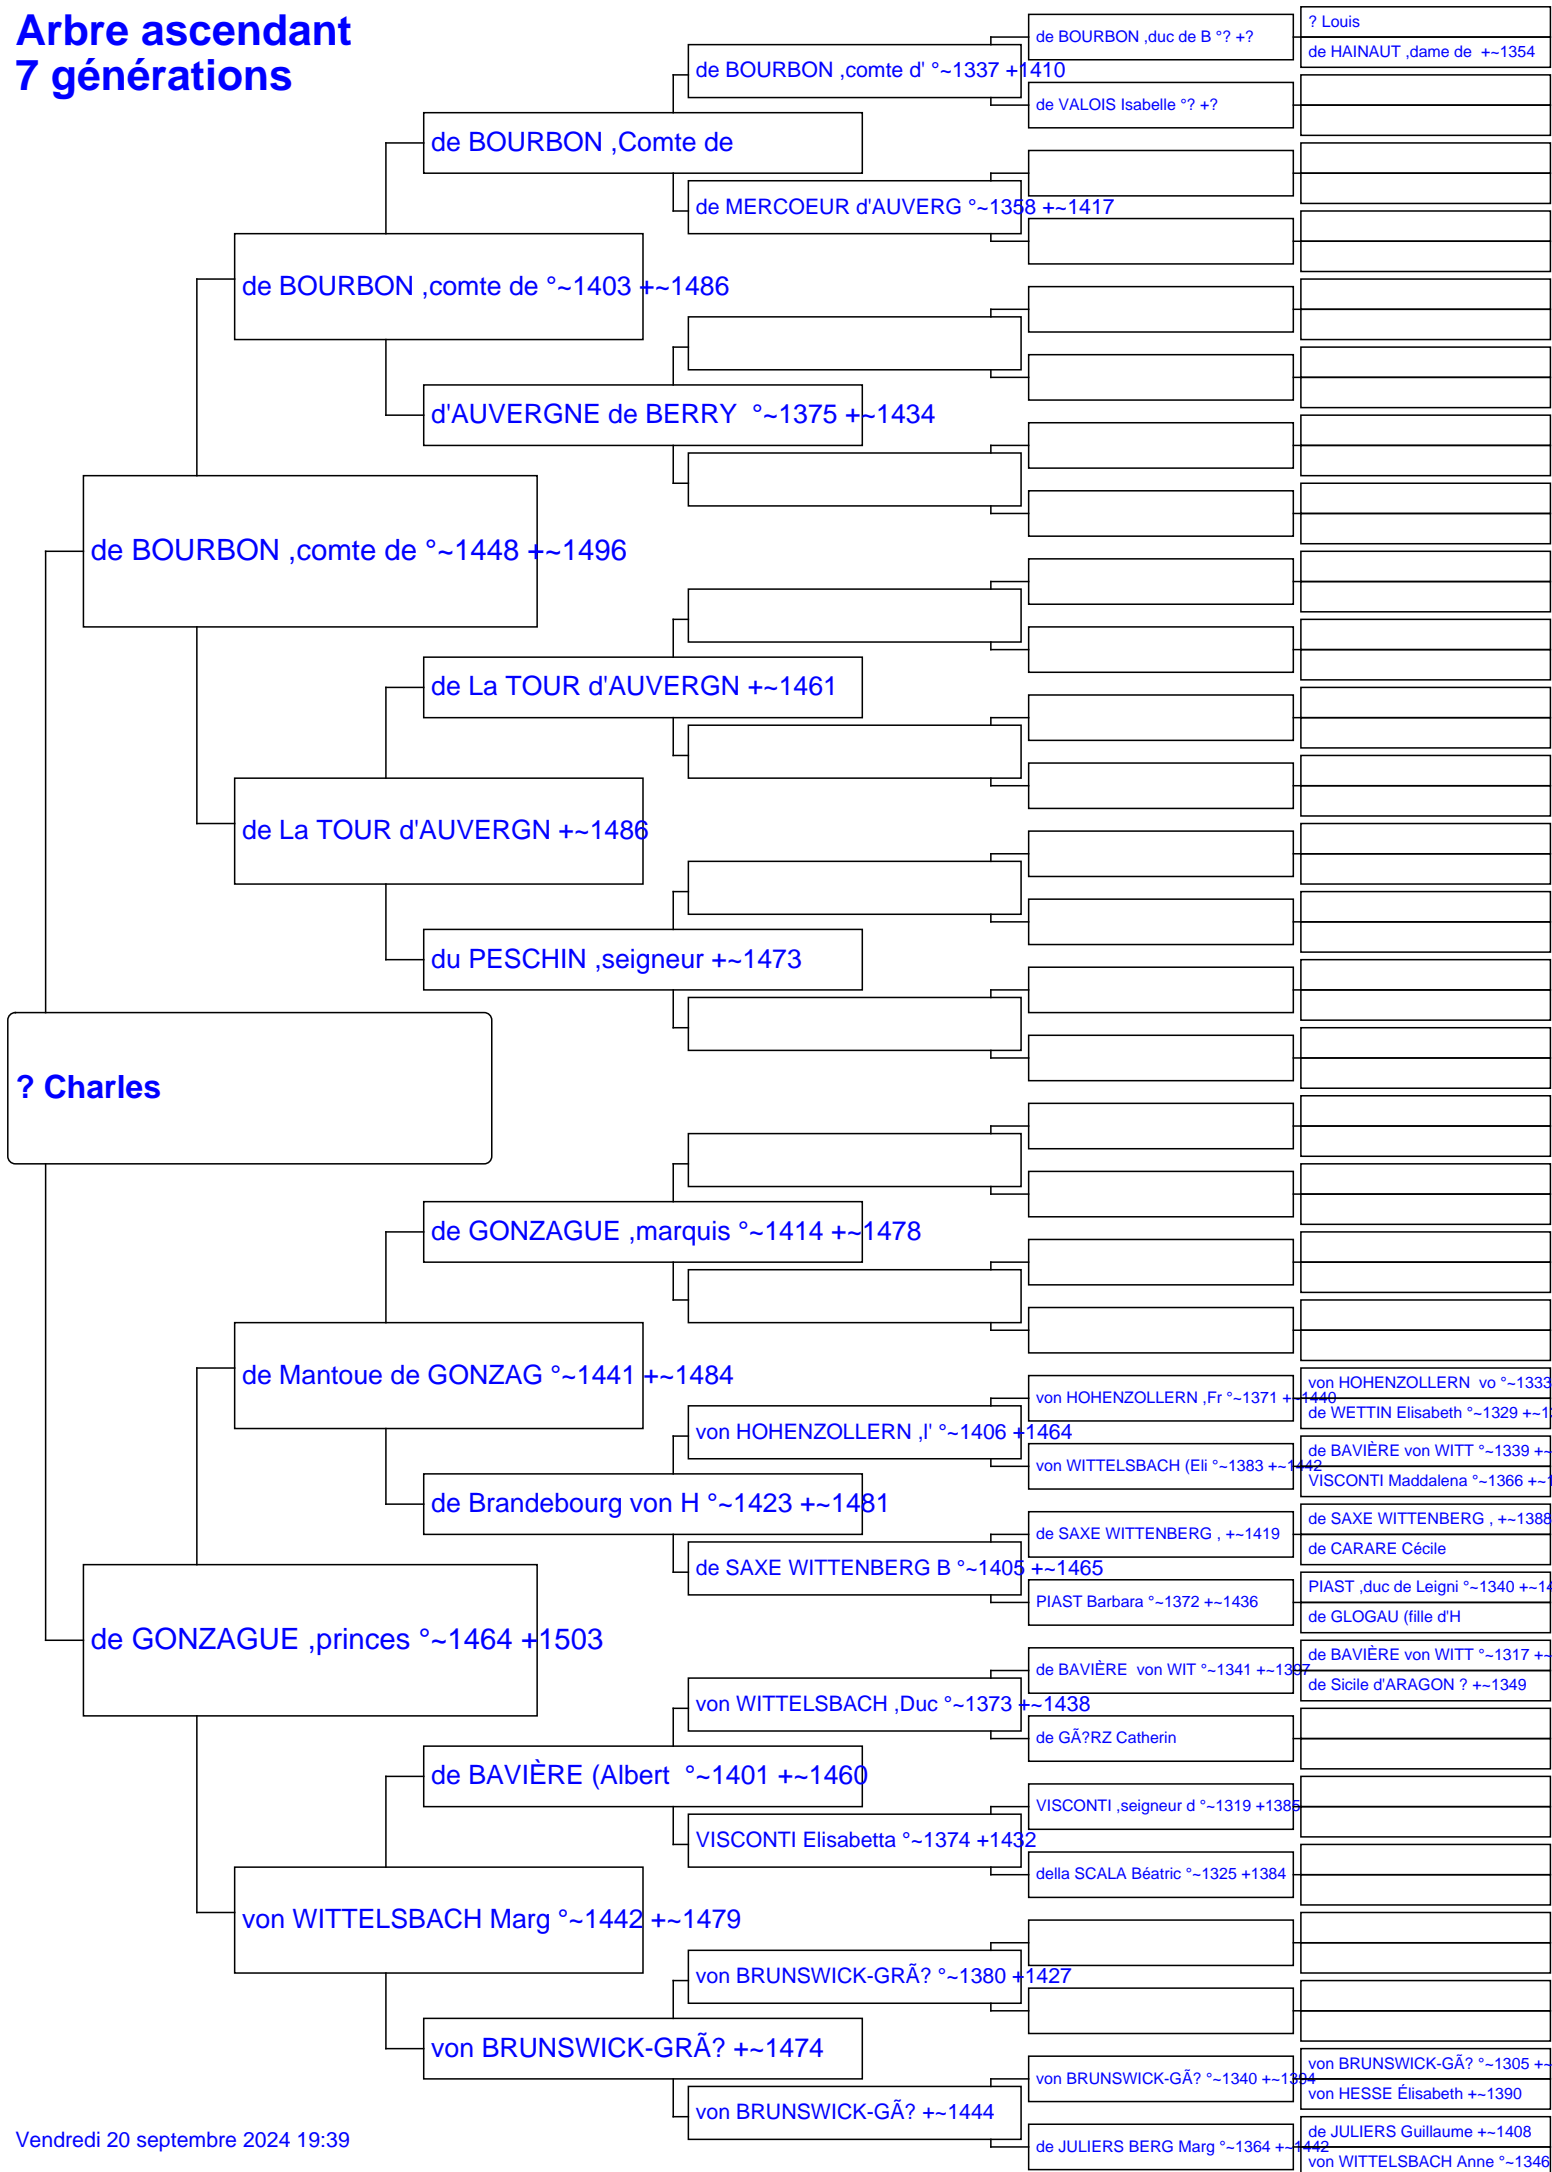 Arbre ascendant
7 générations
? Louis
de BOURBON ,duc de B °? +?
de HAINAUT ,dame de  +~1354
de BOURBON ,comte d' °~1337 +1410
de VALOIS Isabelle °? +?
de BOURBON ,Comte de
de MERCOEUR d'AUVERG °~1358 +~1417
de BOURBON ,comte de °~1403 +~1486
d'AUVERGNE de BERRY  °~1375 +~1434
de BOURBON ,comte de °~1448 +~1496
de La TOUR d'AUVERGN +~1461
de La TOUR d'AUVERGN +~1486
du PESCHIN ,seigneur +~1473
? Charles
de GONZAGUE ,marquis °~1414 +~1478
de Mantoue de GONZAG °~1441 +~1484
von HOHENZOLLERN  vo °~1333
von HOHENZOLLERN ,Fr °~1371 +~1440
de WETTIN Elisabeth °~1329 +~1
von HOHENZOLLERN ,l' °~1406 +1464
de BAVIÈRE von WITT °~1339 +~
von WITTELSBACH (Eli °~1383 +~1442
VISCONTI Maddalena °~1366 +~1
de Brandebourg von H °~1423 +~1481
de SAXE WITTENBERG , +~1388
de SAXE WITTENBERG , +~1419
de CARARE Cécile
de SAXE WITTENBERG B °~1405 +~1465
PIAST ,duc de Leigni °~1340 +~14
PIAST Barbara °~1372 +~1436
de GLOGAU (fille d'H
de GONZAGUE ,princes °~1464 +1503
de BAVIÈRE von WITT °~1317 +~
de BAVIÈRE  von WIT °~1341 +~1397
de Sicile d'ARAGON ? +~1349
von WITTELSBACH ,Duc °~1373 +~1438
de GÃ?RZ Catherin
de BAVIÈRE (Albert  °~1401 +~1460
VISCONTI ,seigneur d °~1319 +1385
VISCONTI Elisabetta °~1374 +1432
della SCALA Béatric °~1325 +1384
von WITTELSBACH Marg °~1442 +~1479
von BRUNSWICK-GRÃ? °~1380 +1427
von BRUNSWICK-GRÃ? +~1474
von BRUNSWICK-GÃ? °~1305 +~
von BRUNSWICK-GÃ? °~1340 +~1394
von HESSE Élisabeth +~1390
von BRUNSWICK-GÃ? +~1444
de JULIERS Guillaume +~1408
de JULIERS BERG Marg °~1364 +~1442
von WITTELSBACH Anne °~1346
Vendredi 20 septembre 2024 19:39